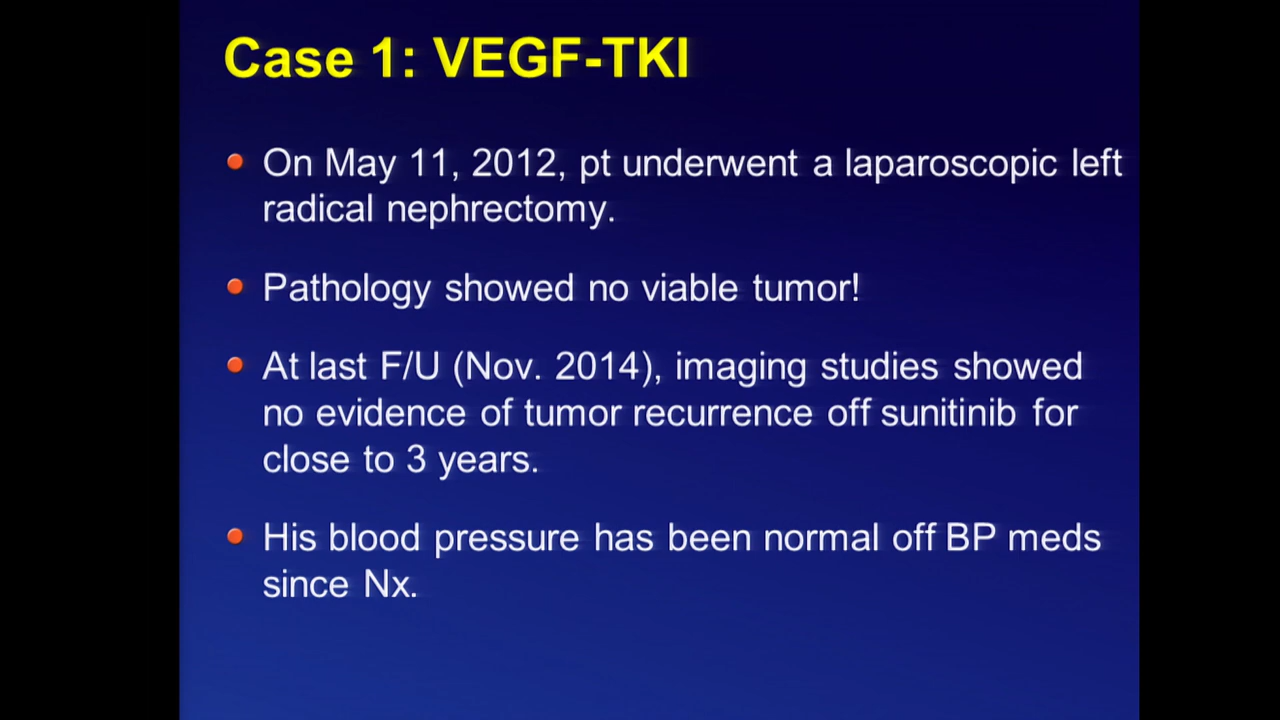 Case 1: VEGF-TKI
• On May 11, 2012, pt underwent a laparoscopic left
radical nephrectomy.
• Pathology showed no viable tumor!
• At last F/U (Nov. 2014), imaging studies showed
no evidence of tumor recurrence off sunitinib for
close to 3 years.
• His blood pressure has been normal off BP meds
since Nx.